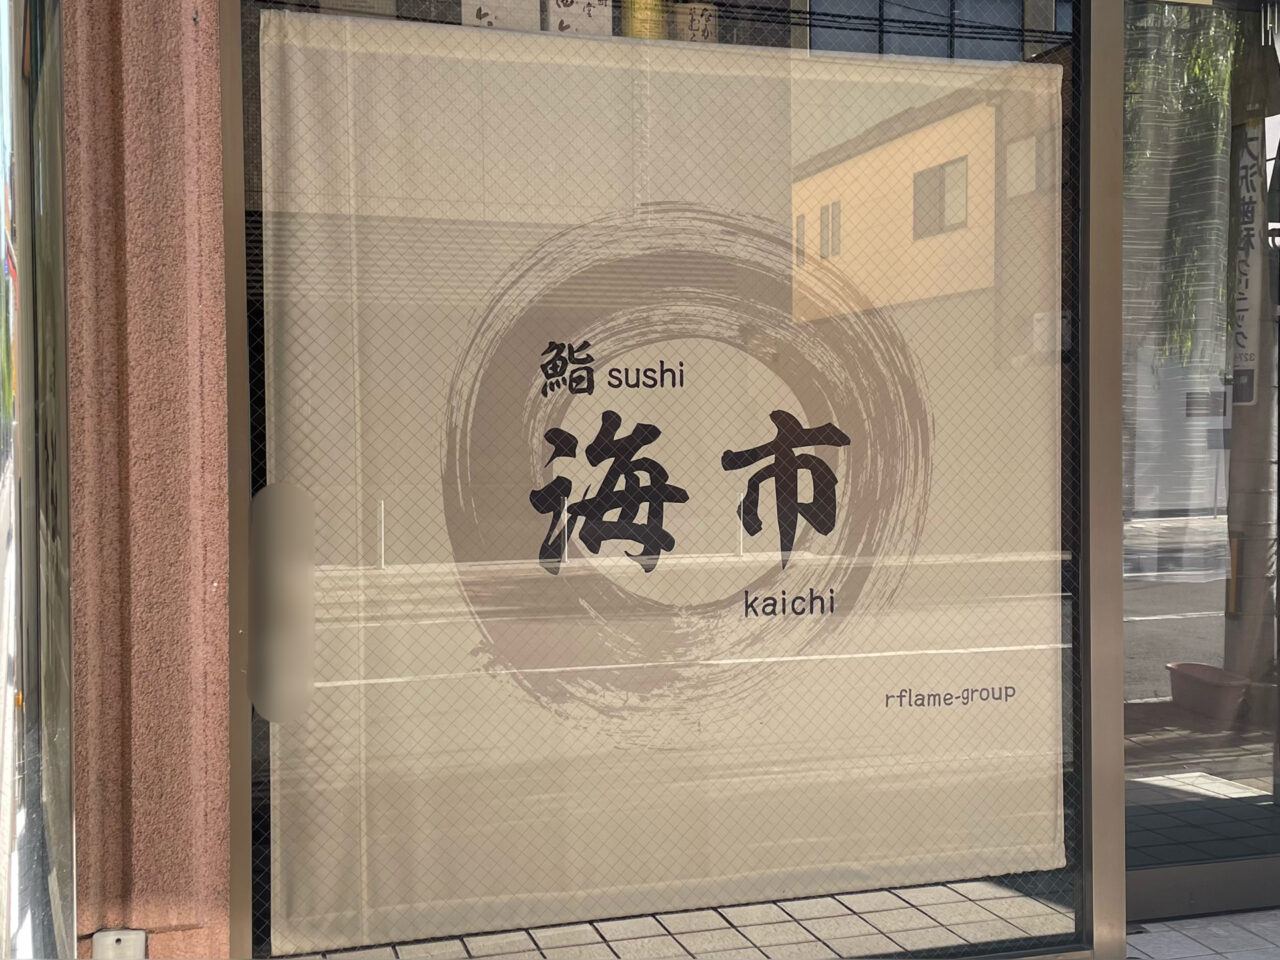 鮨 sushi
海市
kaichi
rflame-group